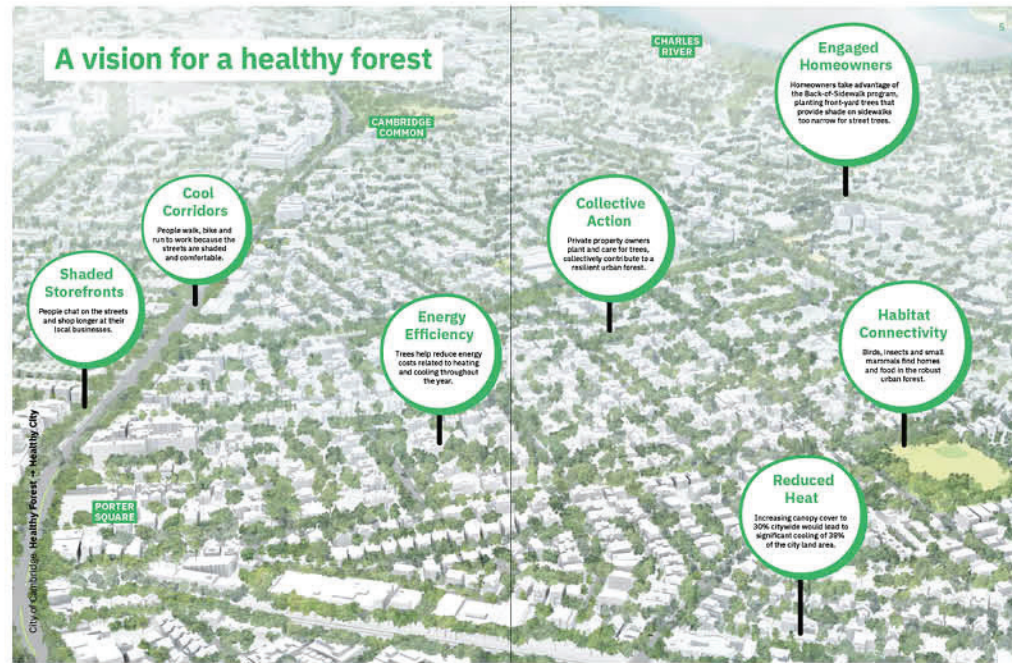 A vision for a healthy forest
5
CHARLES
RIVER
CAMBRIDGE
COMMON
Engaged
Homeowners
Homeowners take advantage of
the Back-of-Sidewalk program,
planting front-yard trees that
provide shade on sidewalks
too narrow for street trees.
Cool
Corridors
People walk, bike and
run to work because the
streets are shaded
and comfortable.
Collective
Action
Private property owners
plant and care for trees,
collectively contribute to a
resilient urban forest.
Shaded
Storefronts
People chat on the streets
and shop longer at their
local businesses.
Energy
Efficiency
Trees help reduce energy
costs related to heating
and cooling throughout
the year.
Habitat
Connectivity
Birds, insects and small
mammals find homes
and food in the robust
urban forest.
PORTER
SQUARE
Reduced
Heat
Increasing canopy cover to
30% citywide would lead to
significant cooling of 39%
of the city land area.
City of Cambridge Healthy Forest → Healthy City